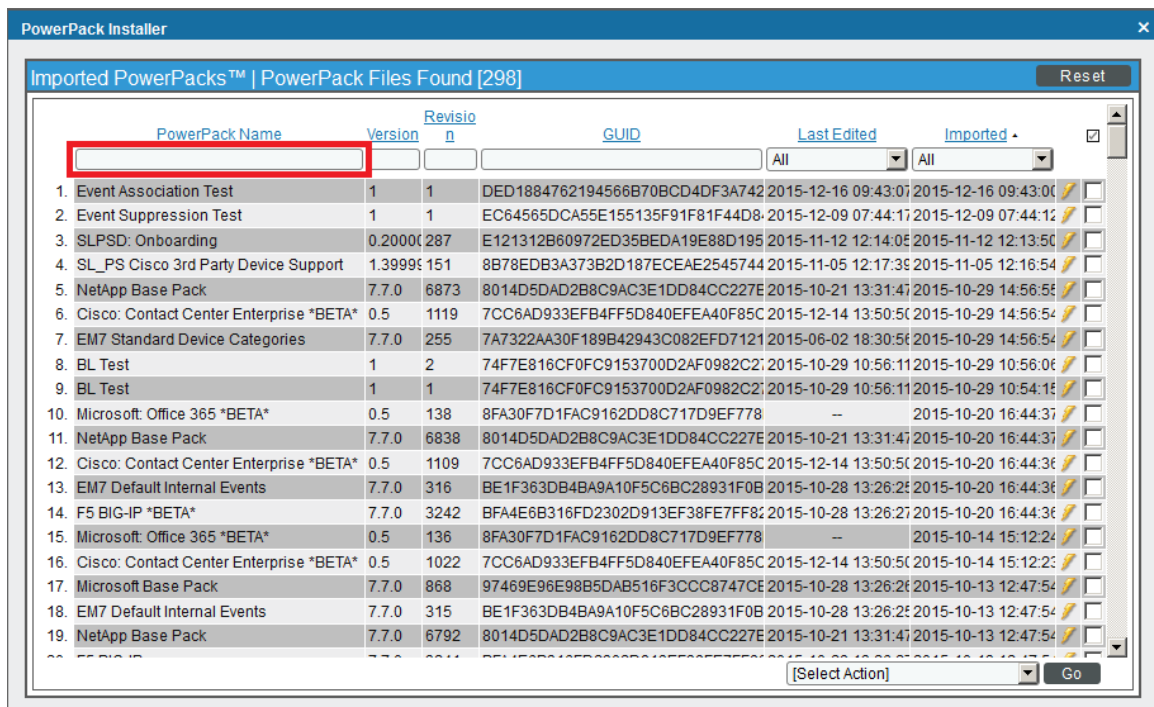 PowerPack Installer
Imported PowerPacks™ | PowerPack Files Found [298]
Reset
PowerPack Name Version Revision GUID Last Edited Imported
All All
1. Event Association Test 1 1 DED1884762194566B70BCD4DF3A742 2015-12-16 09:43:07 2015-12-16 09:43:00
2. Event Suppression Test 1 1 EC64565DCA55E155135F91F81F44D8 2015-12-09 07:44:17 2015-12-09 07:44:12
3. SLPSD: Onboarding 0.2000 287 E121312B60972ED35BEDA19E88D195 2015-11-12 12:14:05 2015-11-12 12:13:50
4. SL_PS Cisco 3rd Party Device Support 1.3999 151 8B78EDB3A373B2D187ECEAE2545744 2015-11-05 12:17:39 2015-11-05 12:16:54
5. NetApp Base Pack 7.7.0 6873 8014D5DAD2B8C9AC3E1DD84CC227E 2015-10-21 13:31:47 2015-10-29 14:56:55
6. Cisco: Contact Center Enterprise *BETA* 0.5 1119 7CC6AD933EFB4FF5D840EFEA40F85C 2015-12-14 13:50:50 2015-10-29 14:56:54
7. EM7 Standard Device Categories 7.7.0 255 7A7322AA30F189B42943C082EFD7121 2015-06-02 18:30:56 2015-10-29 14:56:54
8. BL Test 1 2 74F7E816CF0FC9153700D2AF0982C2 2015-10-29 10:56:11 2015-10-29 10:56:06
9. BL Test 1 1 74F7E816CF0FC9153700D2AF0982C2 2015-10-29 10:56:11 2015-10-29 10:54:15
10. Microsoft: Office 365 *BETA* 0.5 138 8FA30F7D1FAC9162DD8C717D9EF778 -- 2015-10-20 16:44:37
11. NetApp Base Pack 7.7.0 6838 8014D5DAD2B8C9AC3E1DD84CC227E 2015-10-21 13:31:47 2015-10-20 16:44:37
12. Cisco: Contact Center Enterprise *BETA* 0.5 1109 7CC6AD933EFB4FF5D840EFEA40F85C 2015-12-14 13:50:50 2015-10-20 16:44:36
13. EM7 Default Internal Events 7.7.0 316 BE1F363DB4BA9A10F5C6BC28931F0B 2015-10-28 13:26:25 2015-10-20 16:44:36
14. F5 BIG-IP *BETA* 7.7.0 3242 BFA4E6B316FD2302D913EF38FE7FF82 2015-10-28 13:26:27 2015-10-20 16:44:36
15. Microsoft: Office 365 *BETA* 0.5 136 8FA30F7D1FAC9162DD8C717D9EF778 -- 2015-10-14 15:12:24
16. Cisco: Contact Center Enterprise *BETA* 0.5 1022 7CC6AD933EFB4FF5D840EFEA40F85C 2015-12-14 13:50:50 2015-10-14 15:12:23
17. Microsoft Base Pack 7.7.0 868 97469E96E98B5DAB516F3CCC8747CE 2015-10-28 13:26:26 2015-10-13 12:47:54
18. EM7 Default Internal Events 7.7.0 315 BE1F363DB4BA9A10F5C6BC28931F0B 2015-10-28 13:26:25 2015-10-13 12:47:54
19. NetApp Base Pack 7.7.0 6792 8014D5DAD2B8C9AC3E1DD84CC227E 2015-10-21 13:31:47 2015-10-13 12:47:54
[Select Action] Go